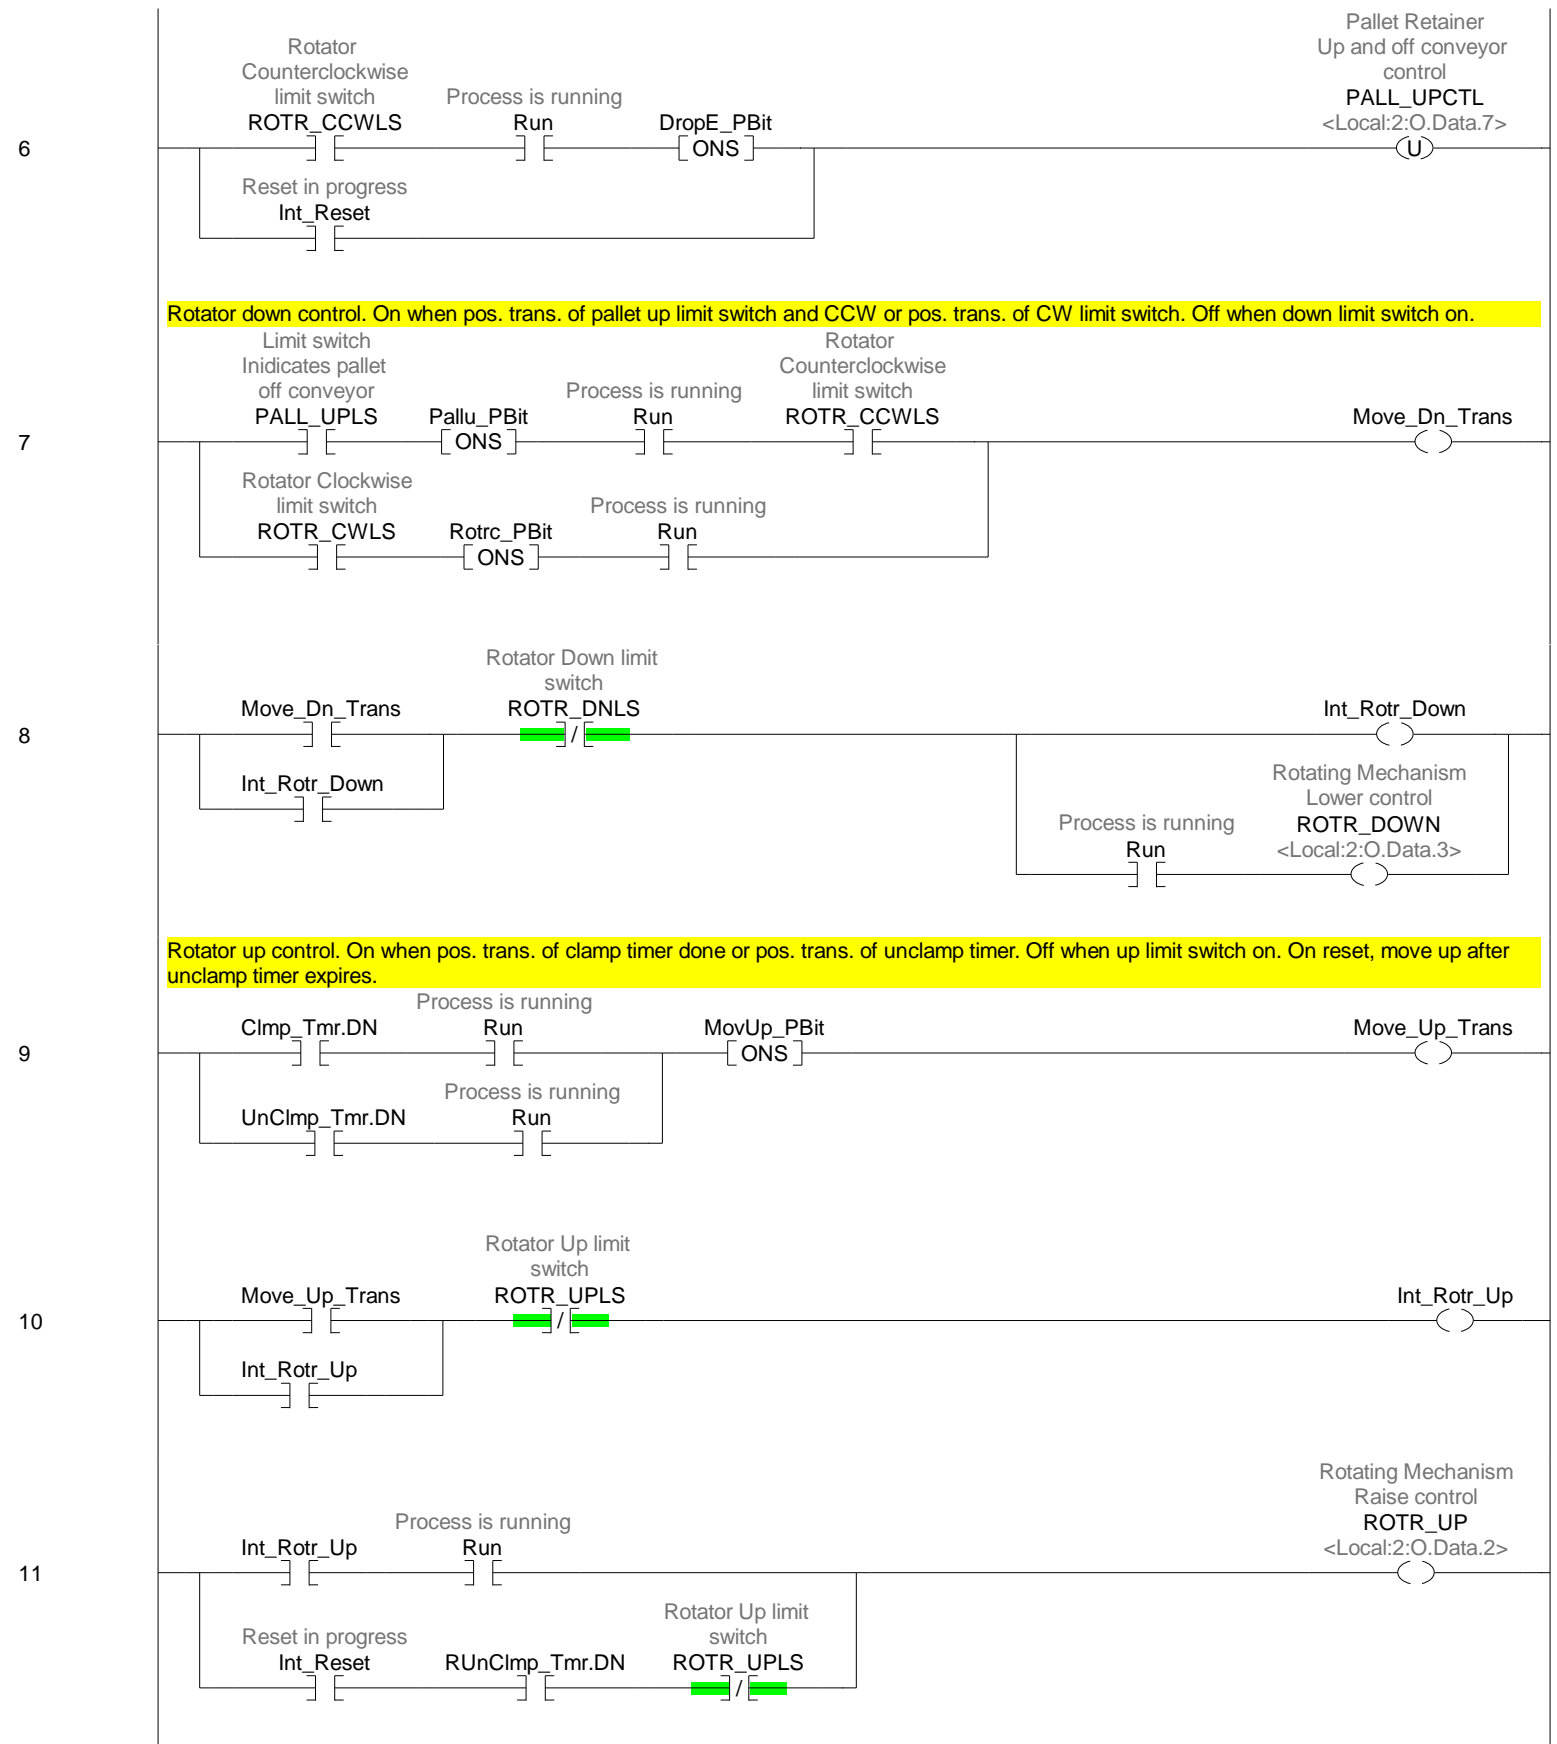 Pallet Retainer
Up and off conveyor
control
PALL_UPCTL
<Local:2:O.Data.7>
Rotator
Counterclockwise
limit switch
ROTR_CCWLS
Process is running
Run
DropE_PBit
6
ONS
U
Reset in progress
Int_Reset
Rotator down control. On when pos. trans. of pallet up limit switch and CCW or pos. trans. of CW limit switch. Off when down limit switch on.
Limit switch
Inidicates pallet
off conveyor
PALL_UPLS
Pallu_PBit
Process is running
Run
Rotator
Counterclockwise
limit switch
ROTR_CCWLS
Move_Dn_Trans
7
ONS
Rotator Clockwise
limit switch
ROTR_CWLS
Rotrc_PBit
Process is running
Run
ONS
Rotator Down limit
switch
Move_Dn_Trans
ROTR_DNLS
Int_Rotr_Down
8
/
Int_Rotr_Down
Rotating Mechanism
Lower control
ROTR_DOWN
<Local:2:O.Data.3>
Process is running
Run
Rotator up control. On when pos. trans. of clamp timer done or pos. trans. of unclamp timer. Off when up limit switch on. On reset, move up after
unclamp timer expires.
Process is running
Clmp_Tmr.DN
Run
MovUp_PBit
Move_Up_Trans
9
ONS
Process is running
UnClmp_Tmr.DN
Run
Rotator Up limit
switch
Move_Up_Trans
ROTR_UPLS
Int_Rotr_Up
10
/
Int_Rotr_Up
Rotating Mechanism
Raise control
ROTR_UP
<Local:2:O.Data.2>
Process is running
Int_Rotr_Up
Run
11
Rotator Up limit
switch
Reset in progress
Int_Reset
RUnClmp_Tmr.DN
ROTR_UPLS
/